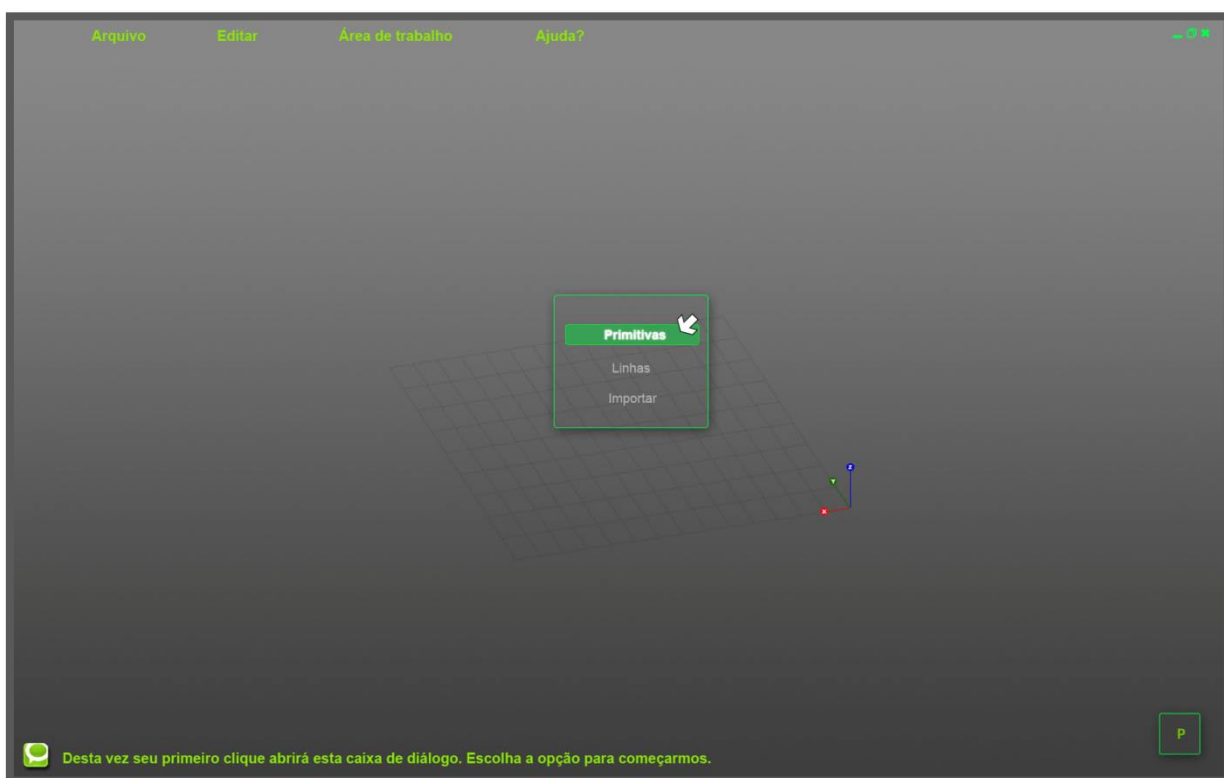 Arquivo Editar Área de trabalho Ajuda?
Primitivas
Linhas
Importar
Z
Y
X
P
Desta vez seu primeiro clique abrirá esta caixa de diálogo. Escolha a opção para começarmos.